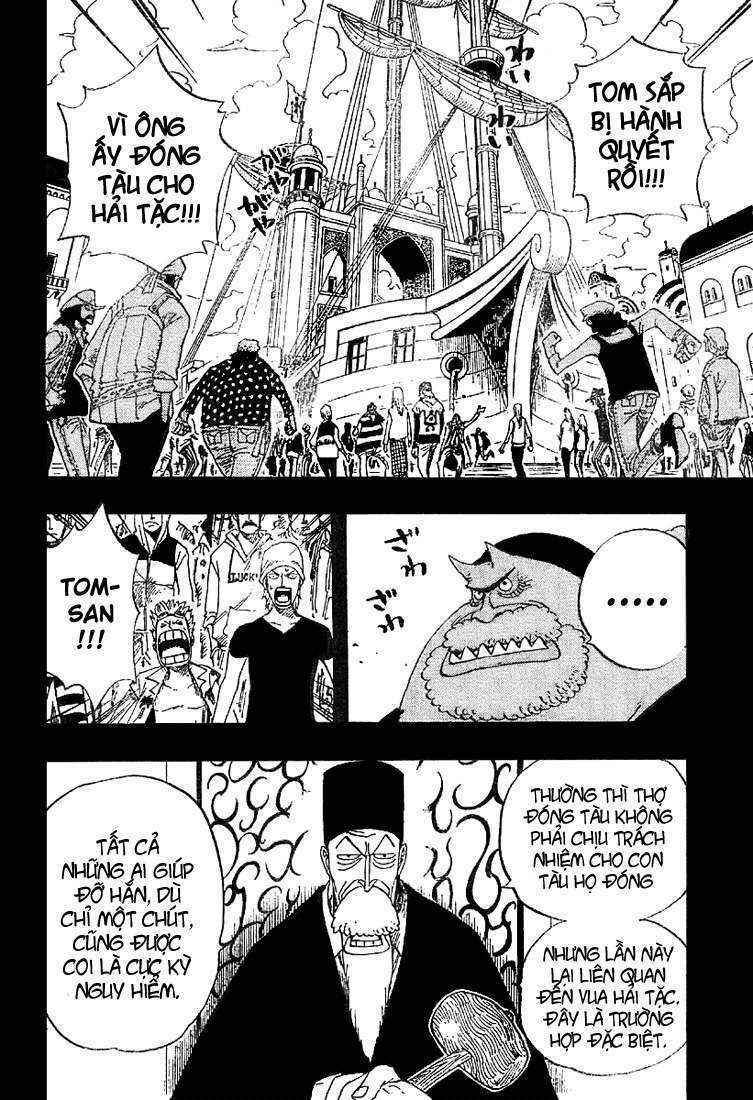 TOM SẮP
BỊ HÀNH
QUYẾT
RỒI!!!
VÌ ÔNG
ẤY ĐÓNG
TÀU CHO
HẢI TẶC!!!
.....
TOM-
SAN
!!!
LUCKY
THƯỜNG THÌ THỢ
ĐÓNG TÀU KHÔNG
PHẢI CHỊU TRÁCH
NHIỆM CHO CON
TÀU HỌ ĐÓNG
NHƯNG LẦN NÀY
LẠI LIÊN QUAN
ĐẾN VUA HẢI TẶC.
ĐÂY LÀ TRƯỜNG
HỢP ĐẶC BIỆT.
TẤT CẢ
NHỮNG AI GIÚP
ĐỠ HẮN, DÙ
CHỈ MỘT CHÚT,
CŨNG ĐƯỢC
COI LÀ CỰC KỲ
NGUY HIỂM.